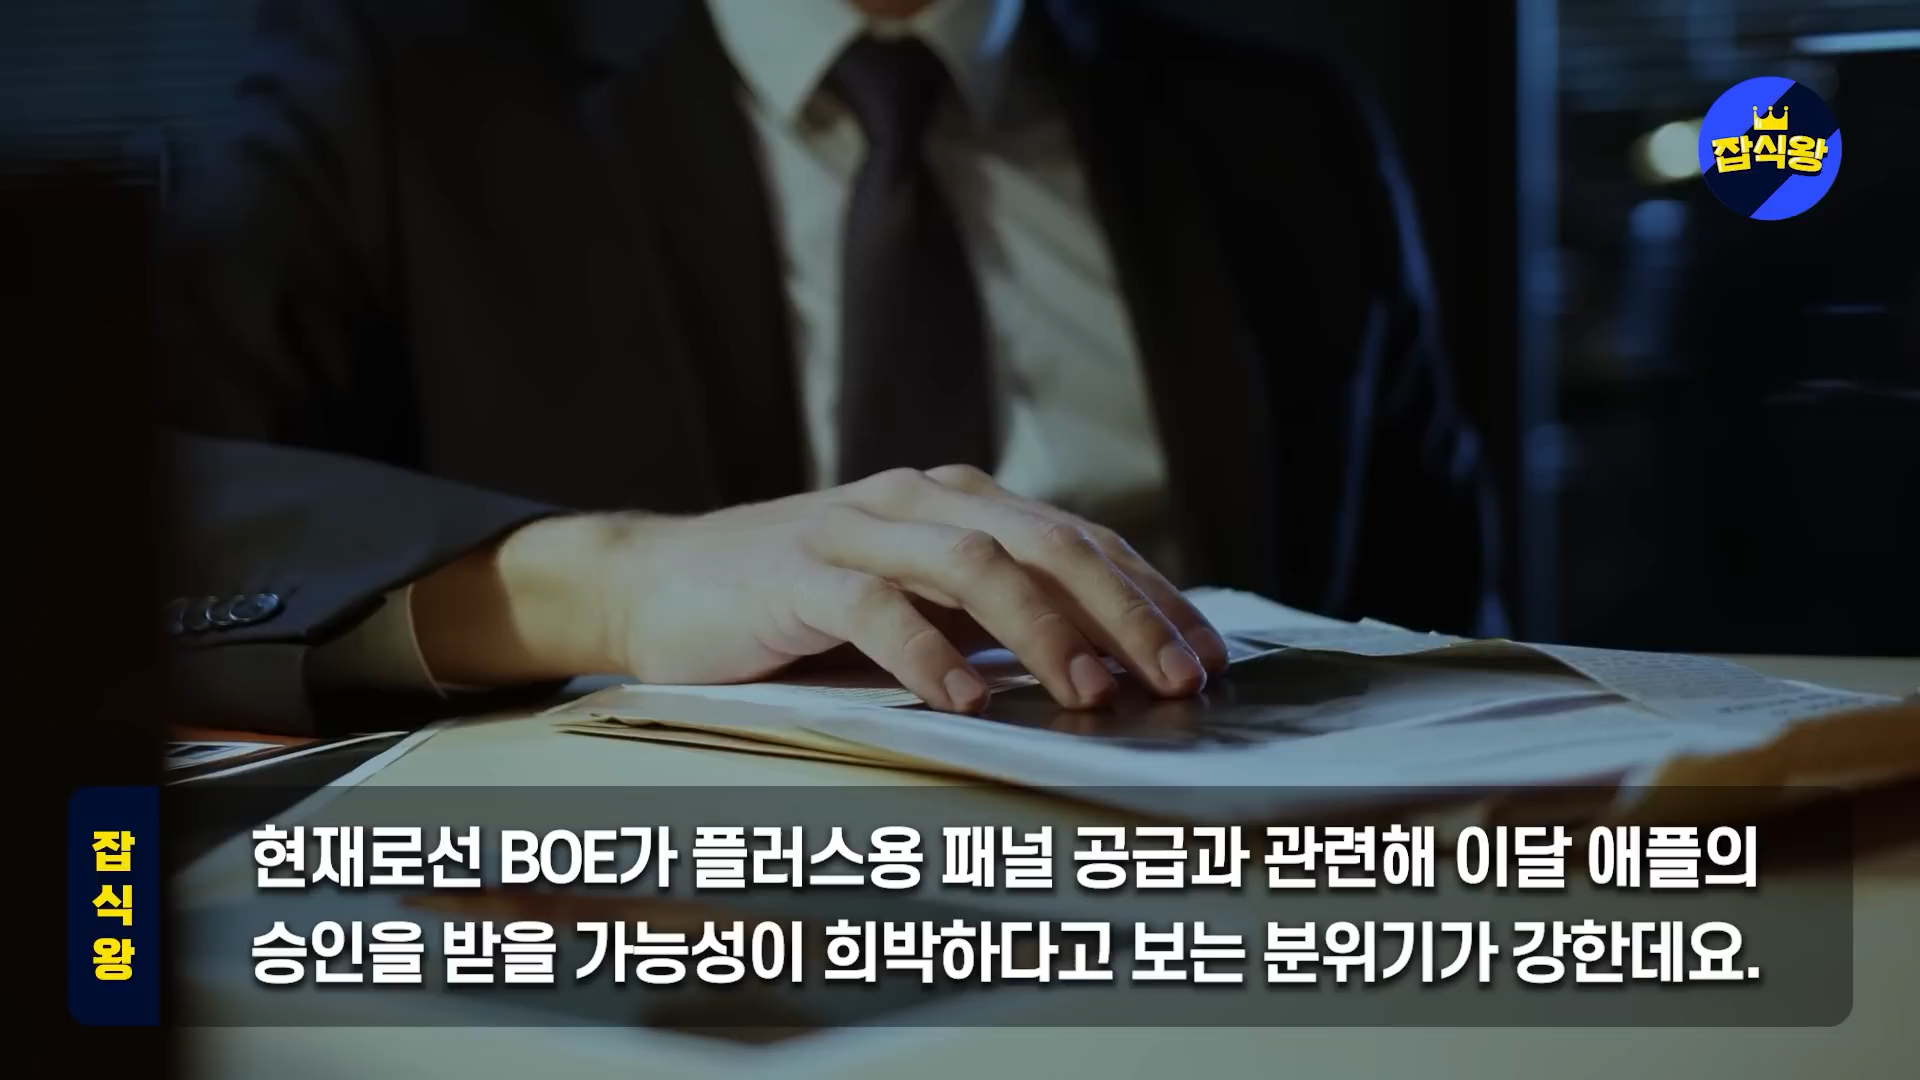 잡식왕
잡식왕
현재로선 BOE가 플러스용 패널 공급과 관련해 이달 애플의
승인을 받을 가능성이 희박하다고 보는 분위기가 강한데요.